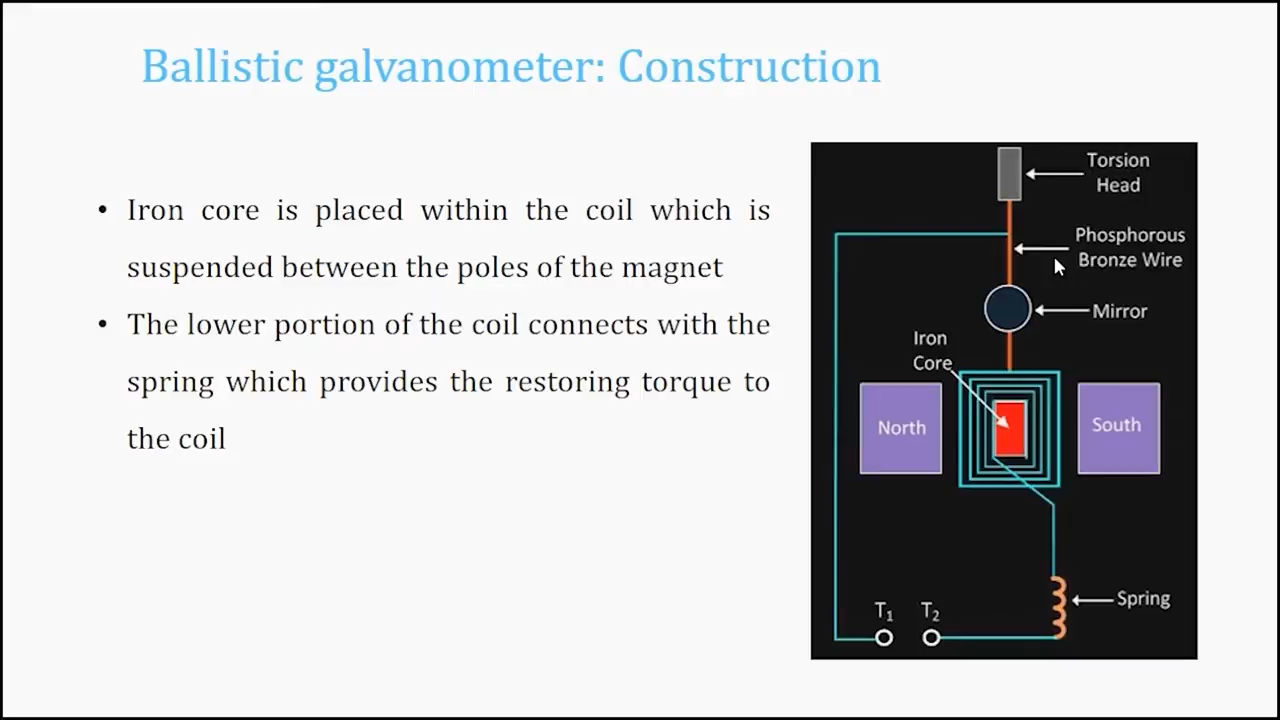 Ballistic galvanometer: Construction
• Iron core is placed within the coil which is
suspended between the poles of the magnet
• The lower portion of the coil connects with the
spring which provides the restoring torque to
the coil
Torsion
Head
Phosphorous
Bronze Wire
Mirror
Iron
Core
North
South
Spring
T₁ T₂